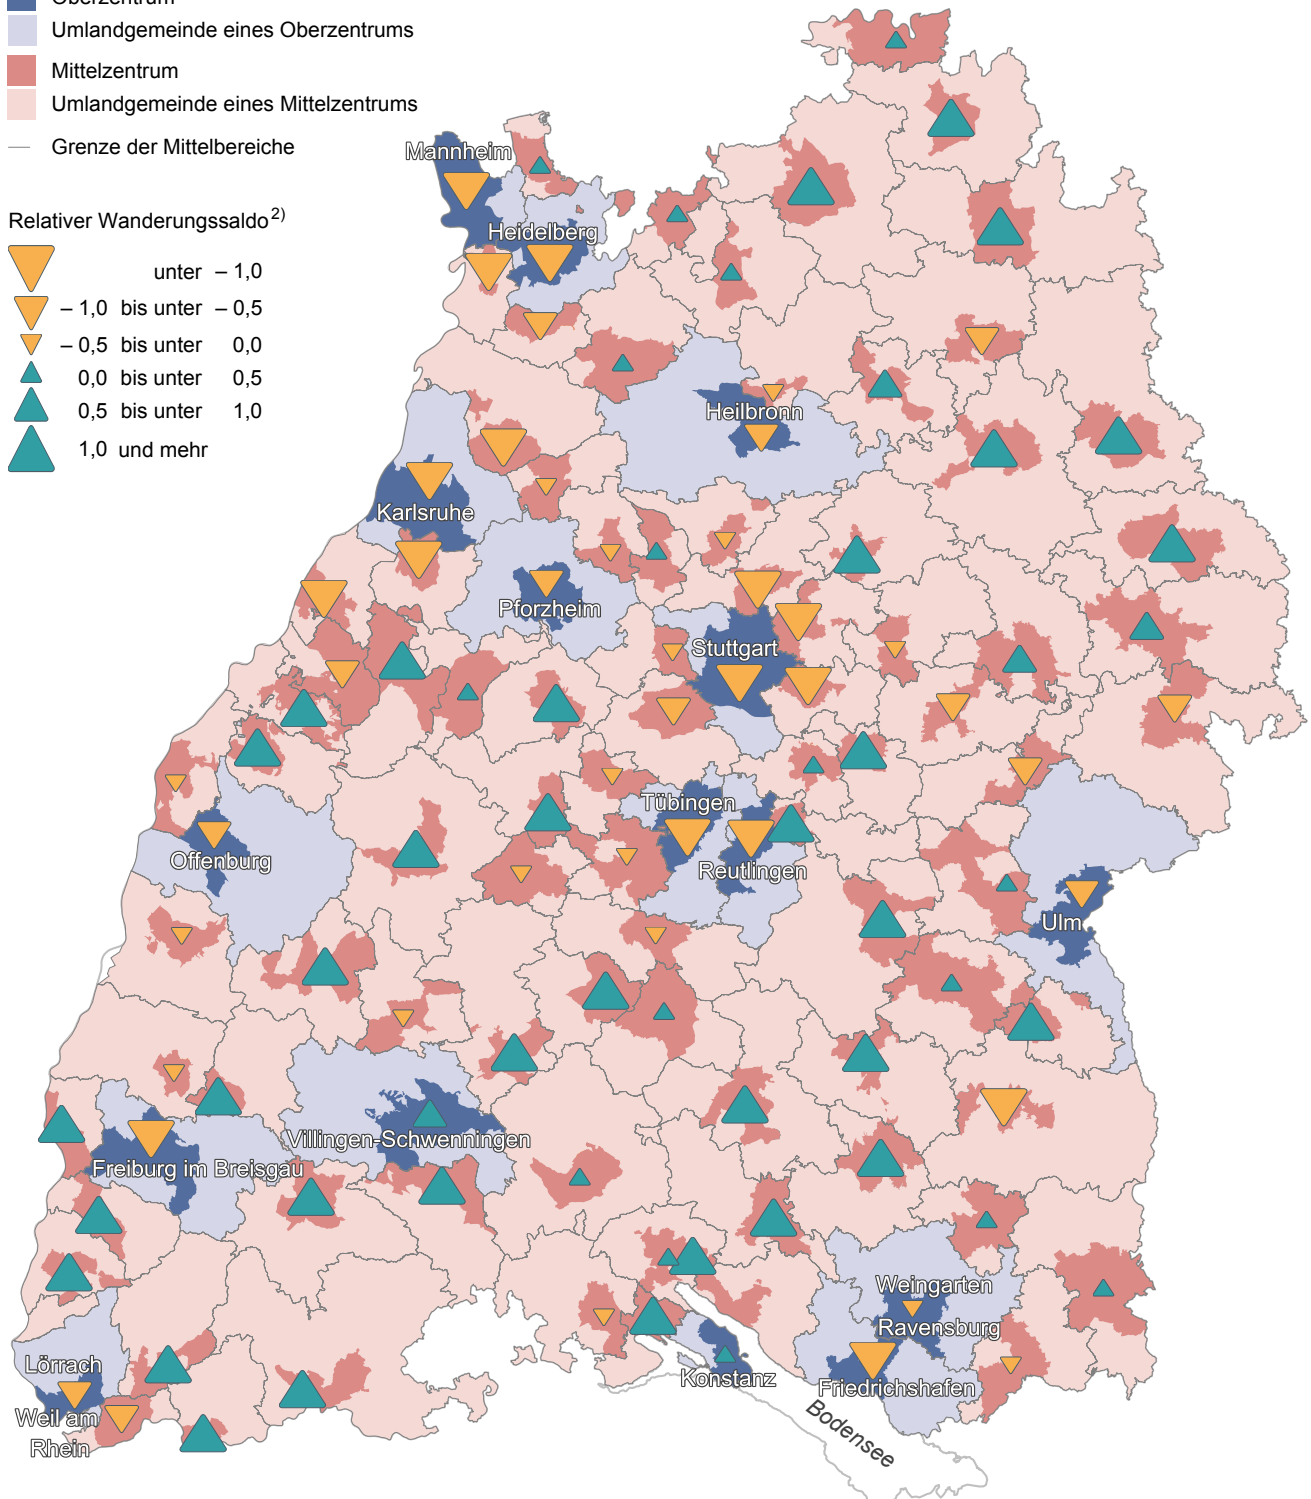 Oberzentrum
Umlandgemeinde eines Oberzentrums
Mittelzentrum
Umlandgemeinde eines Mittelzentrums
Grenze der Mittelbereiche
Relativer Wanderungssaldo2)
unter – 1,0
– 1,0 bis unter – 0,5
– 0,5 bis unter 0,0
0,0 bis unter 0,5
0,5 bis unter 1,0
1,0 und mehr
Mannheim
Heidelberg
Heilbronn
Karlsruhe
Pforzheim
Stuttgart
Tübingen
Offenburg
Reutlingen
Ulm
Villingen-Schwenningen
Freiburg im Breisgau
Weingarten
Ravensburg
Lörrach
Konstanz
Friedrichshafen
Weil am
Rhein
Bodensee